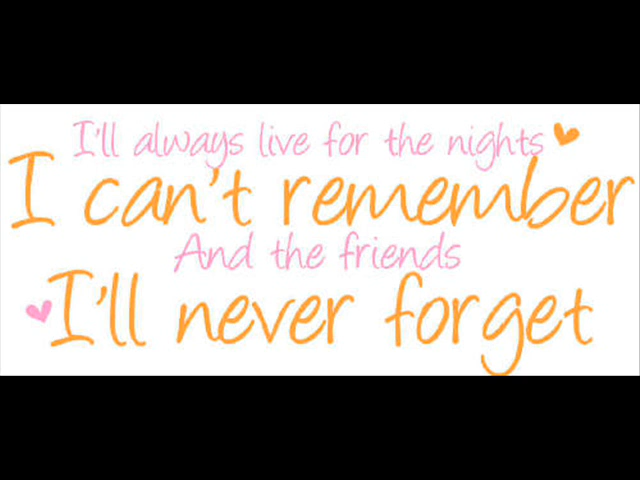 I'll always live for the nights
I can't remember
And the friends
I'll never forget